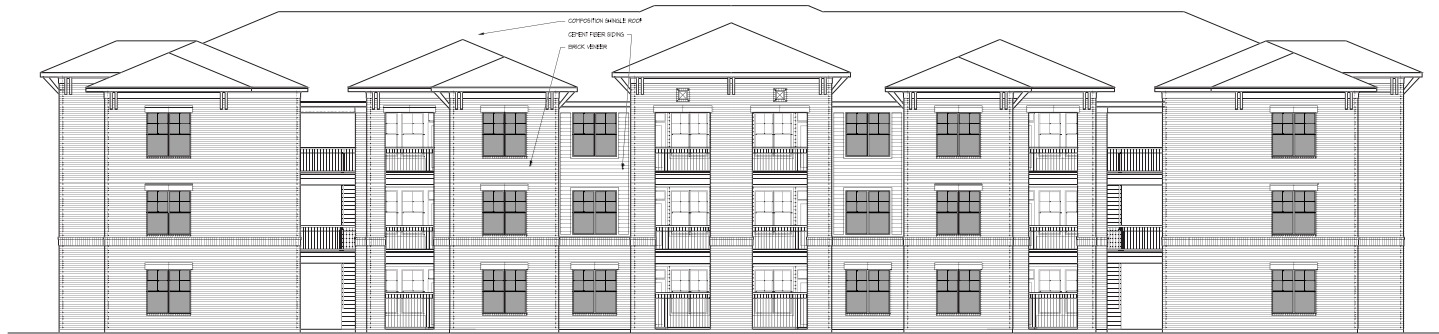 COMPOSITION SHINGLE ROOF
CEMENT FIBER SIDING
BRICK VENEER